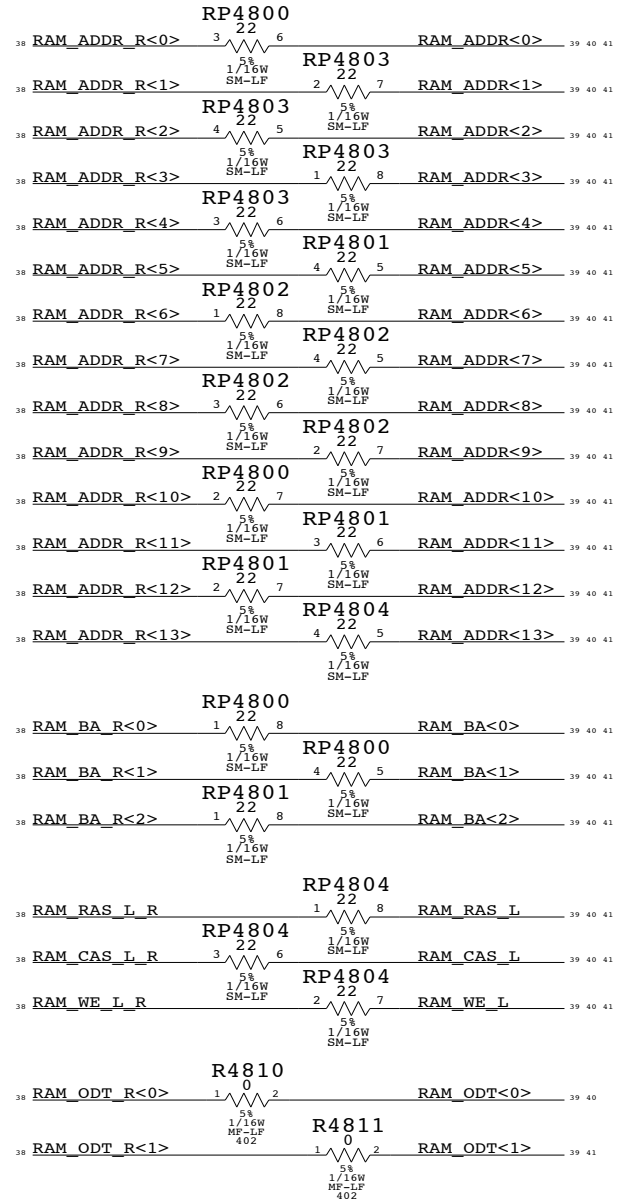 RP4800
22
38 RAM_ADDR_R<0> 3 6 RAM_ADDR<0> 39 40 41
5%
1/16W
SM-LF
RP4803
22
38 RAM_ADDR_R<1> 2 7 RAM_ADDR<1> 39 40 41
5%
1/16W
SM-LF
RP4803
22
38 RAM_ADDR_R<2> 4 5 RAM_ADDR<2> 39 40 41
5%
1/16W
SM-LF
RP4803
22
38 RAM_ADDR_R<3> 1 8 RAM_ADDR<3> 39 40 41
5%
1/16W
SM-LF
RP4803
22
38 RAM_ADDR_R<4> 3 6 RAM_ADDR<4> 39 40 41
5%
1/16W
SM-LF
RP4801
22
38 RAM_ADDR_R<5> 4 5 RAM_ADDR<5> 39 40 41
5%
1/16W
SM-LF
RP4802
22
38 RAM_ADDR_R<6> 1 8 RAM_ADDR<6> 39 40 41
5%
1/16W
SM-LF
RP4802
22
38 RAM_ADDR_R<7> 4 5 RAM_ADDR<7> 39 40 41
5%
1/16W
SM-LF
RP4802
22
38 RAM_ADDR_R<8> 3 6 RAM_ADDR<8> 39 40 41
5%
1/16W
SM-LF
RP4802
22
38 RAM_ADDR_R<9> 2 7 RAM_ADDR<9> 39 40 41
5%
1/16W
SM-LF
RP4800
22
38 RAM_ADDR_R<10> 2 7 RAM_ADDR<10> 39 40 41
5%
1/16W
SM-LF
RP4801
22
38 RAM_ADDR_R<11> 3 6 RAM_ADDR<11> 39 40 41
5%
1/16W
SM-LF
RP4801
22
38 RAM_ADDR_R<12> 2 7 RAM_ADDR<12> 39 40 41
5%
1/16W
SM-LF
RP4804
22
38 RAM_ADDR_R<13> 4 5 RAM_ADDR<13> 39 40 41
5%
1/16W
SM-LF
RP4800
22
38 RAM_BA_R<0> 1 8 RAM_BA<0> 39 40 41
5%
1/16W
SM-LF
RP4800
22
38 RAM_BA_R<1> 4 5 RAM_BA<1> 39 40 41
5%
1/16W
SM-LF
RP4801
22
38 RAM_BA_R<2> 1 8 RAM_BA<2> 39 40 41
5%
1/16W
SM-LF
RP4804
22
38 RAM_RAS_L_R 1 8 RAM_RAS_L 39 40 41
5%
1/16W
SM-LF
RP4804
22
38 RAM_CAS_L_R 3 6 RAM_CAS_L 39 40 41
5%
1/16W
SM-LF
RP4804
22
38 RAM_WE_L_R 2 7 RAM_WE_L 39 40 41
5%
1/16W
SM-LF
R4810
0
38 RAM_ODT_R<0> 1 2 RAM_ODT<0> 39 40
5%
1/16W
MF-LF
402
R4811
0
38 RAM_ODT_R<1> 1 2 RAM_ODT<1> 39 41
5%
1/16W
MF-LF
402